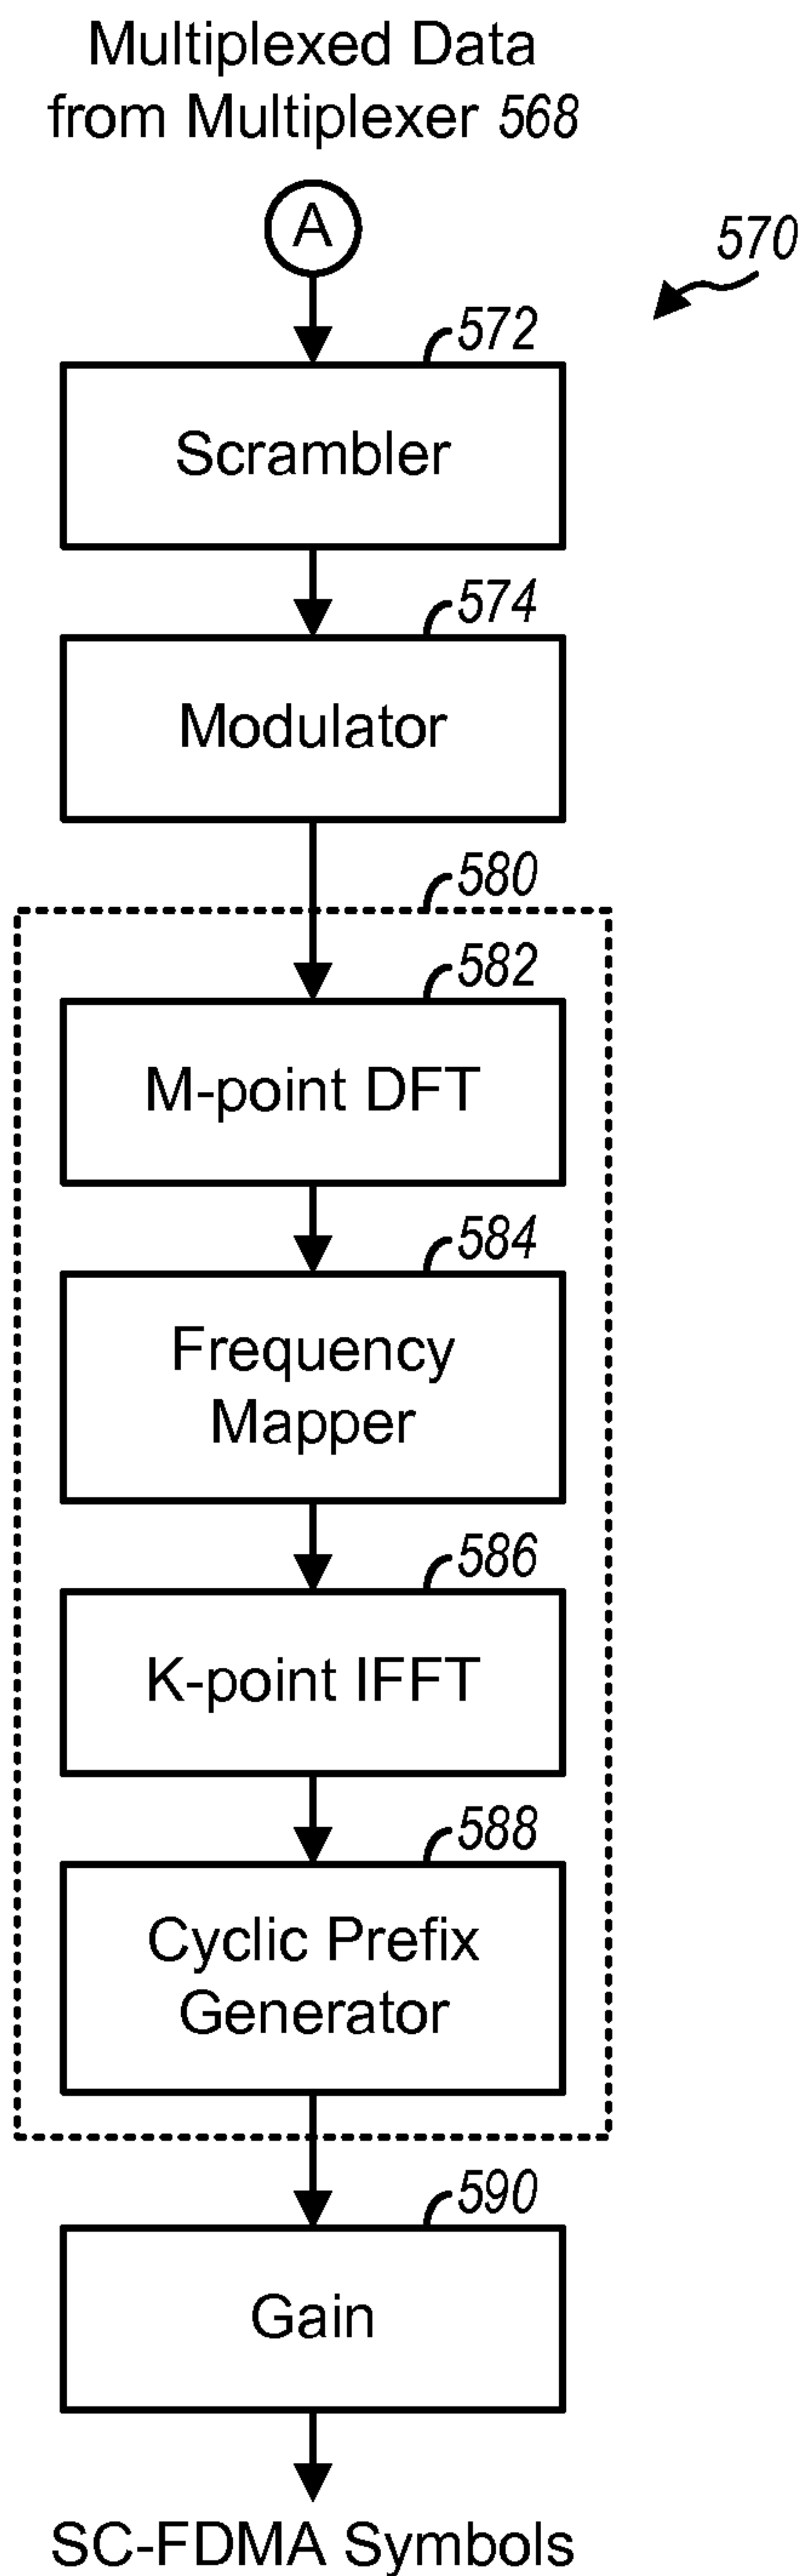 Multiplexed Data
from Multiplexer 568
A
570
572
Scrambler
574
Modulator
580
582
M-point DFT
584
Frequency
Mapper
586
K-point IFFT
588
Cyclic Prefix
Generator
590
Gain
SC-FDMA Symbols